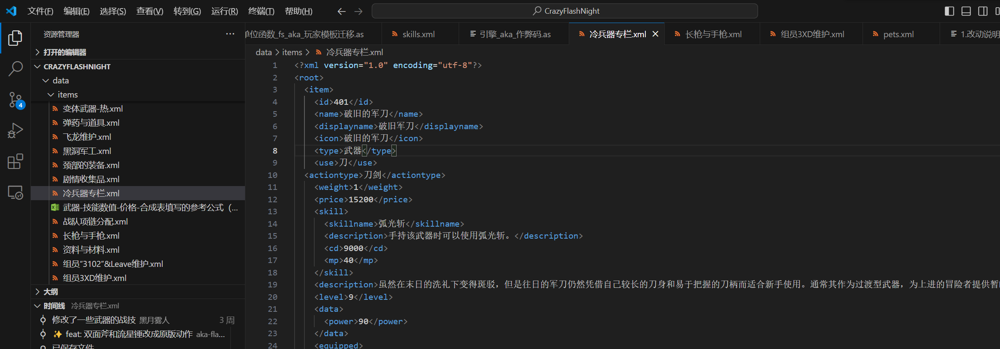 文件(F) 编辑(E) 选择(S) 查看(V) 转到(G) 运行(R) 终端(T) 帮助(H) CrazyFlashNight
资源管理器
单位函数_fs_aka_玩家模板迁移.as skills.xml 引擎_aka_作弊码.as 冷兵器专栏.xml 长枪与手枪.xml 组员3XD维护.xml pets.xml 1.改动说明
打开的编辑器
CRAZYFLASHNIGHT
data
items
变体武器-热.xml
弹药与道具.xml
飞龙维护.xml
黑洞军工.xml
颈部的装备.xml
剧情收集品.xml
冷兵器专栏.xml
武器-技能数值-价格-合成表填写的参考公式（...
战队项链分配.xml
长枪与手枪.xml
资料与材料.xml
组员“3102”&Leave维护.xml
组员3XD维护.xml
大纲
时间线 冷兵器专栏.xml
修改了一些武器的战技 黑月雾人 3 周
✨ feat: 双面斧和流星锤改成原版动作 aka-fla...
已保存文件
4
data > items > 冷兵器专栏.xml
1 <?xml version="1.0" encoding="utf-8"?>
2 <root>
3 <item>
4 <id>401</id>
5 <name>破旧的军刀</name>
6 <displayname>破旧军刀</displayname>
7 <icon>破旧的军刀</icon>
8 <type>武器</type>
9 <use>刀</use>
10 <actiontype>刀剑</actiontype>
11 <weight>1</weight>
12 <price>15200</price>
13 <skill>
14 <skillname>弧光斩</skillname>
15 <description>手持该武器时可以使用弧光斩。</description>
16 <cd>9000</cd>
17 <mp>40</mp>
18 </skill>
19 <description>虽然在末日的洗礼下变得斑驳，但是往日的军刀仍然凭借自己较长的刀身和易于把握的刀柄而适合新手使用。通常其作为过渡型武器，为上进的冒险者提供暂
20 <level>9</level>
21 <data>
22 <power>90</power>
23 </data>
24 <equipped>